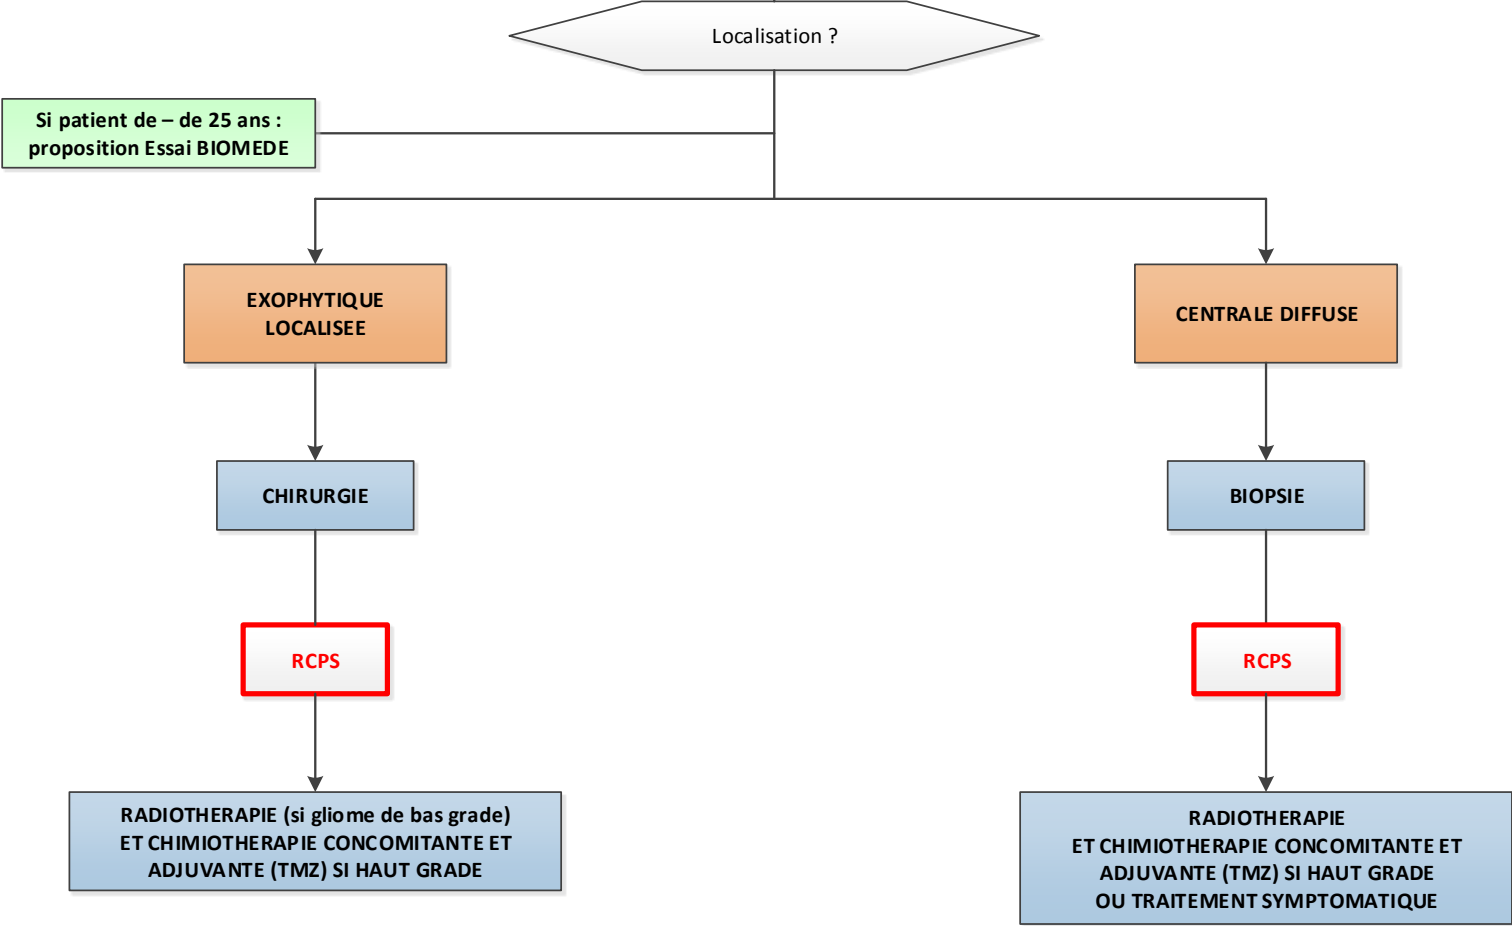 Localisation ?
Si patient de – de 25 ans :
proposition Essai BIOMEDE
EXOPHYTIQUE
LOCALISEE
CENTRALE DIFFUSE
CHIRURGIE
BIOPSIE
RCPS
RCPS
RADIOTHERAPIE (si gliome de bas grade)
ET CHIMIOTHERAPIE CONCOMITANTE ET
ADJUVANTE (TMZ) SI HAUT GRADE
RADIOTHERAPIE
ET CHIMIOTHERAPIE CONCOMITANTE ET
ADJUVANTE (TMZ) SI HAUT GRADE
OU TRAITEMENT SYMPTOMATIQUE